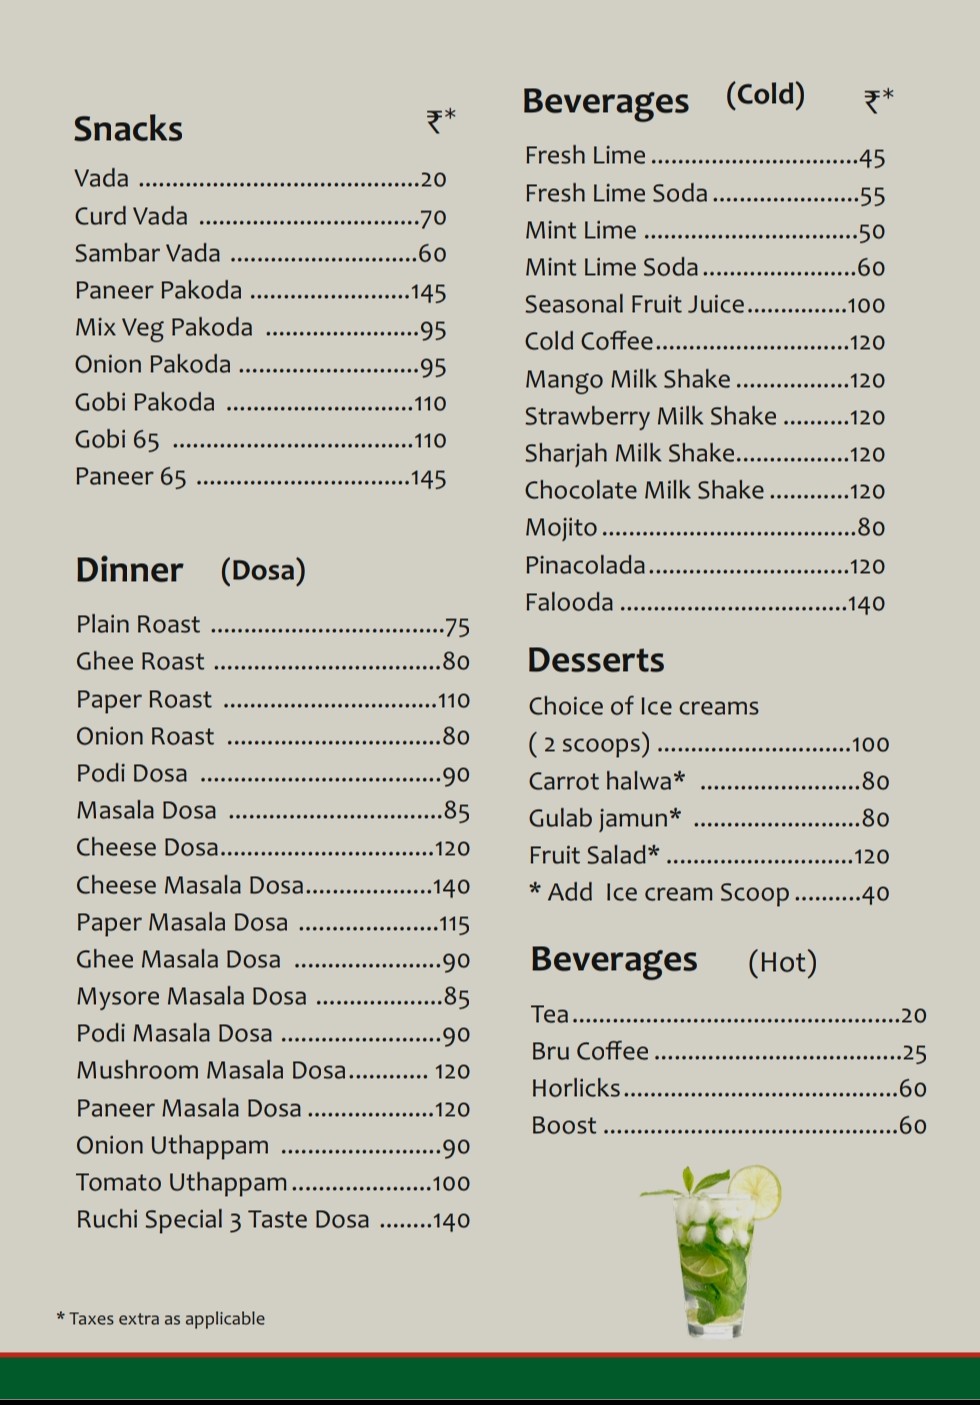 Snacks ₹*
Vada ..........................................20
Curd Vada .................................70
Sambar Vada ............................60
Paneer Pakoda ........................145
Mix Veg Pakoda .......................95
Onion Pakoda ...........................95
Gobi Pakoda ............................110
Gobi 65 ....................................110
Paneer 65 ................................145
Dinner (Dosa)
Plain Roast ...................................75
Ghee Roast ..................................80
Paper Roast ................................110
Onion Roast ................................80
Podi Dosa ....................................90
Masala Dosa ................................85
Cheese Dosa................................120
Cheese Masala Dosa...................140
Paper Masala Dosa .....................115
Ghee Masala Dosa ......................90
Mysore Masala Dosa ...................85
Podi Masala Dosa ........................90
Mushroom Masala Dosa............ 120
Paneer Masala Dosa ...................120
Onion Uthappam ........................90
Tomato Uthappam.....................100
Ruchi Special 3 Taste Dosa ........140
* Taxes extra as applicable
Beverages (Cold) ₹*
Fresh Lime ...............................45
Fresh Lime Soda ......................55
Mint Lime ................................50
Mint Lime Soda .......................60
Seasonal Fruit Juice...............100
Cold Coffee.............................120
Mango Milk Shake .................120
Strawberry Milk Shake ..........120
Sharjah Milk Shake.................120
Chocolate Milk Shake ............120
Mojito ......................................80
Pinacolada..............................120
Falooda ..................................140
Desserts
Choice of Ice creams
( 2 scoops) .............................100
Carrot halwa* ........................80
Gulab jamun* .........................80
Fruit Salad* ............................120
* Add Ice cream Scoop ..........40
Beverages (Hot)
Tea.................................................20
Bru Coffee .....................................25
Horlicks.........................................60
Boost ............................................60